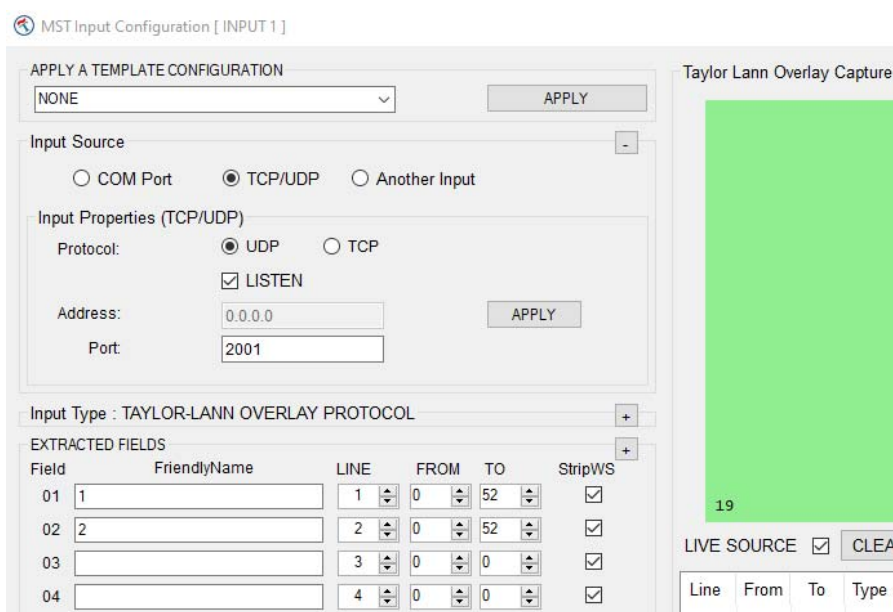 MST Input Configuration [ INPUT 1 ]
APPLY A TEMPLATE CONFIGURATION
NONE
APPLY
Input Source
-
COM Port TCP/UDP Another Input
Input Properties (TCP/UDP)
Protocol: UDP TCP
LISTEN
Address: 0.0.0.0 APPLY
Port: 2001
Input Type : TAYLOR-LANN OVERLAY PROTOCOL +
EXTRACTED FIELDS +
Field FriendlyName LINE FROM TO StripWS
01 1 1 0 52
02 2 2 0 52
03 3 0 0
04 4 0 0
Taylor Lann Overlay Capture
19
LIVE SOURCE CLEA
Line From To Type